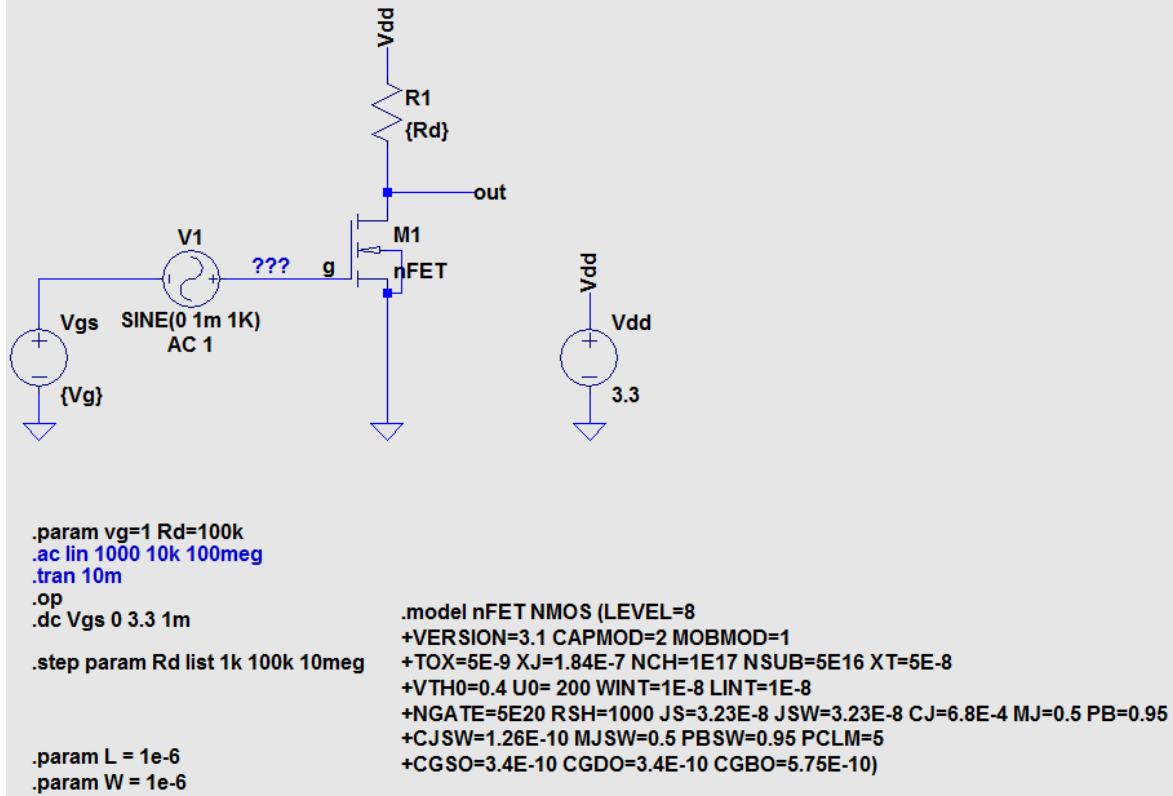 Vdd
R1
{Rd}
out
V1
M1
???
g
nFET
Vdd
Vgs
SINE(0 1m 1K)
Vdd
AC 1
{Vg}
3.3
.param vg=1 Rd=100k
.ac lin 1000 10k 100meg
.tran 10m
.op
.dc Vgs 0 3.3 1m
.step param Rd list 1k 100k 10meg
.param L = 1e-6
.param W = 1e-6
.model nFET NMOS (LEVEL=8
+VERSION=3.1 CAPMOD=2 MOBMOD=1
+TOX=5E-9 XJ=1.84E-7 NCH=1E17 NSUB=5E16 XT=5E-8
+VTH0=0.4 U0= 200 WINT=1E-8 LINT=1E-8
+NGATE=5E20 RSH=1000 JS=3.23E-8 JSW=3.23E-8 CJ=6.8E-4 MJ=0.5 PB=0.95
+CJSW=1.26E-10 MJSW=0.5 PBSW=0.95 PCLM=5
+CGSO=3.4E-10 CGDO=3.4E-10 CGBO=5.75E-10)